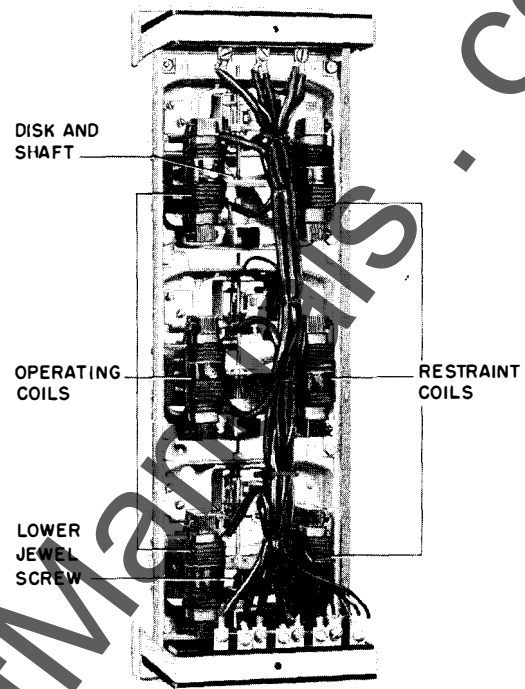 DISK AND
SHAFT
OPERATING
COILS
RESTRAINT
COILS
LOWER
JEWEL
SCREW